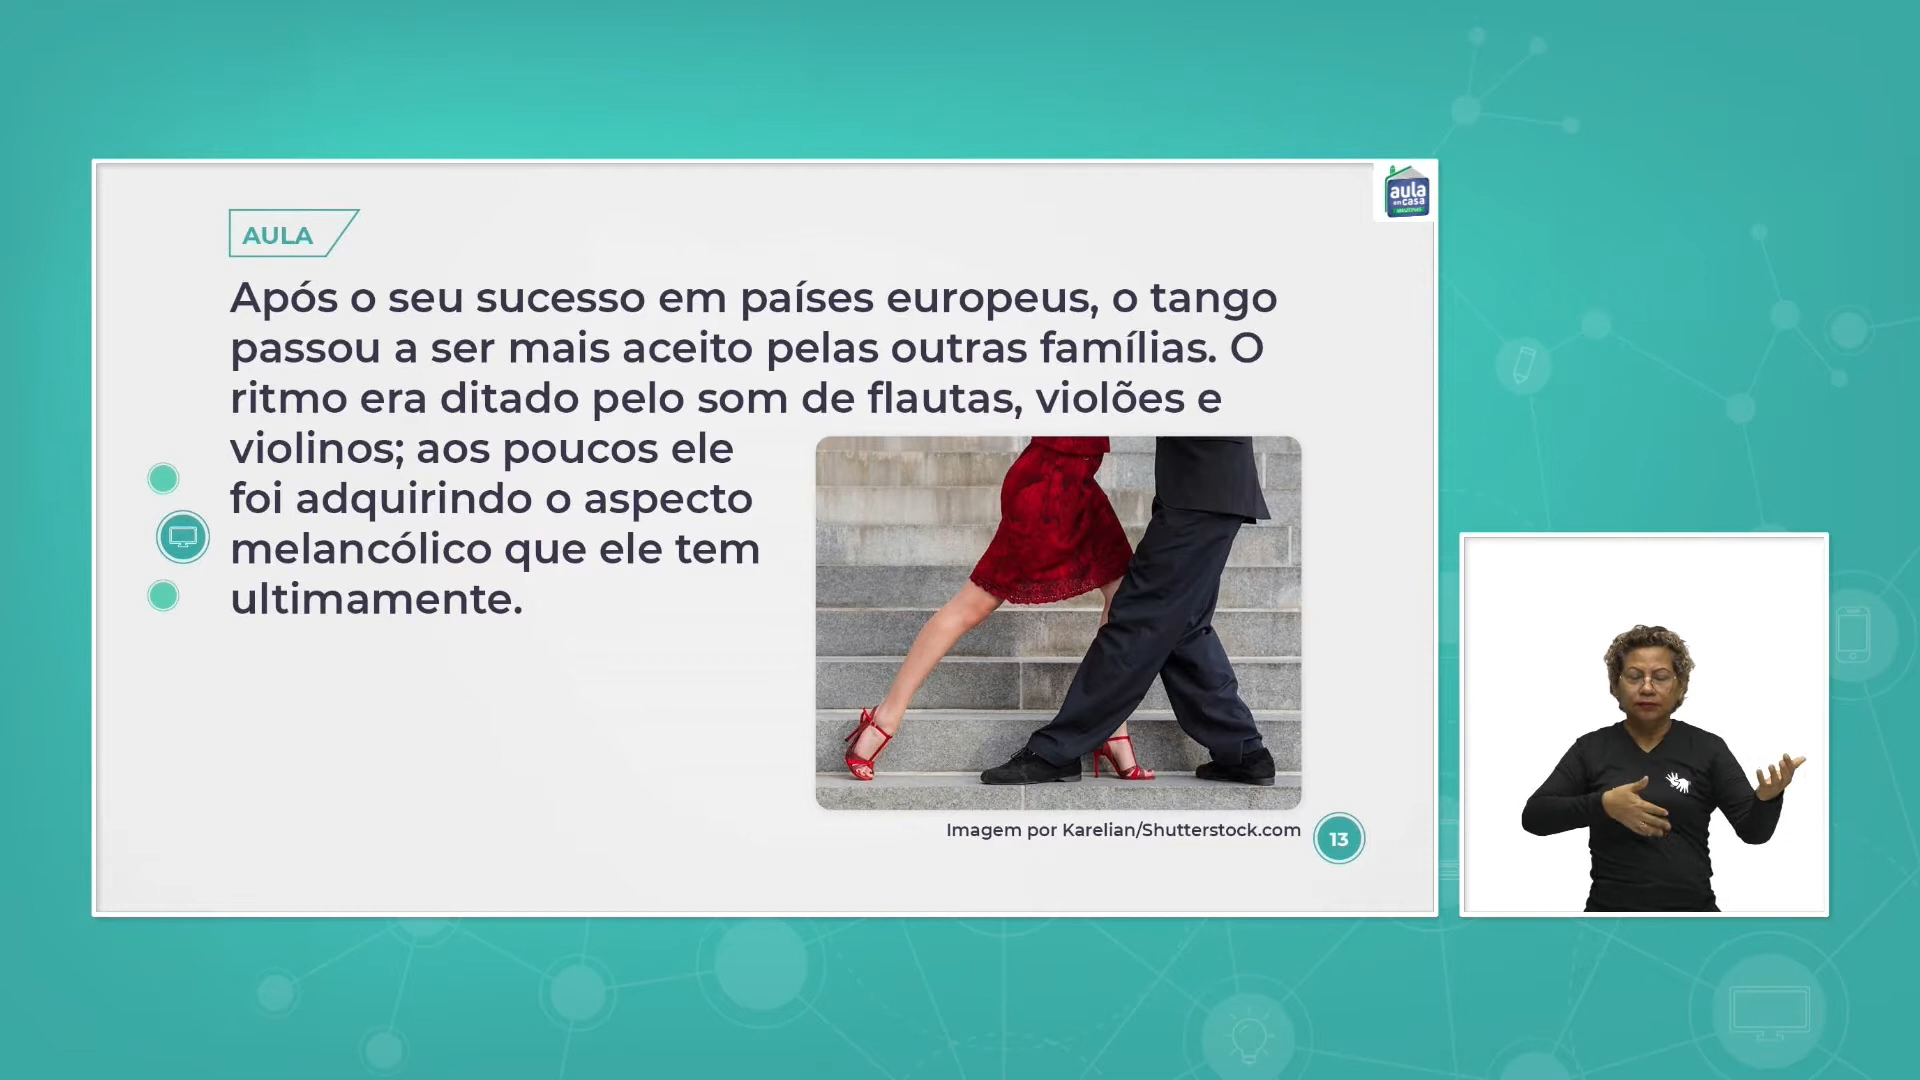 aula
em casa
AULA
Após o seu sucesso em países europeus, o tango
passou a ser mais aceito pelas outras famílias. O
ritmo era ditado pelo som de flautas, violões e
violinos; aos poucos ele
foi adquirindo o aspecto
melancólico que ele tem
ultimamente.
Imagem por Karelian/Shutterstock.com
13